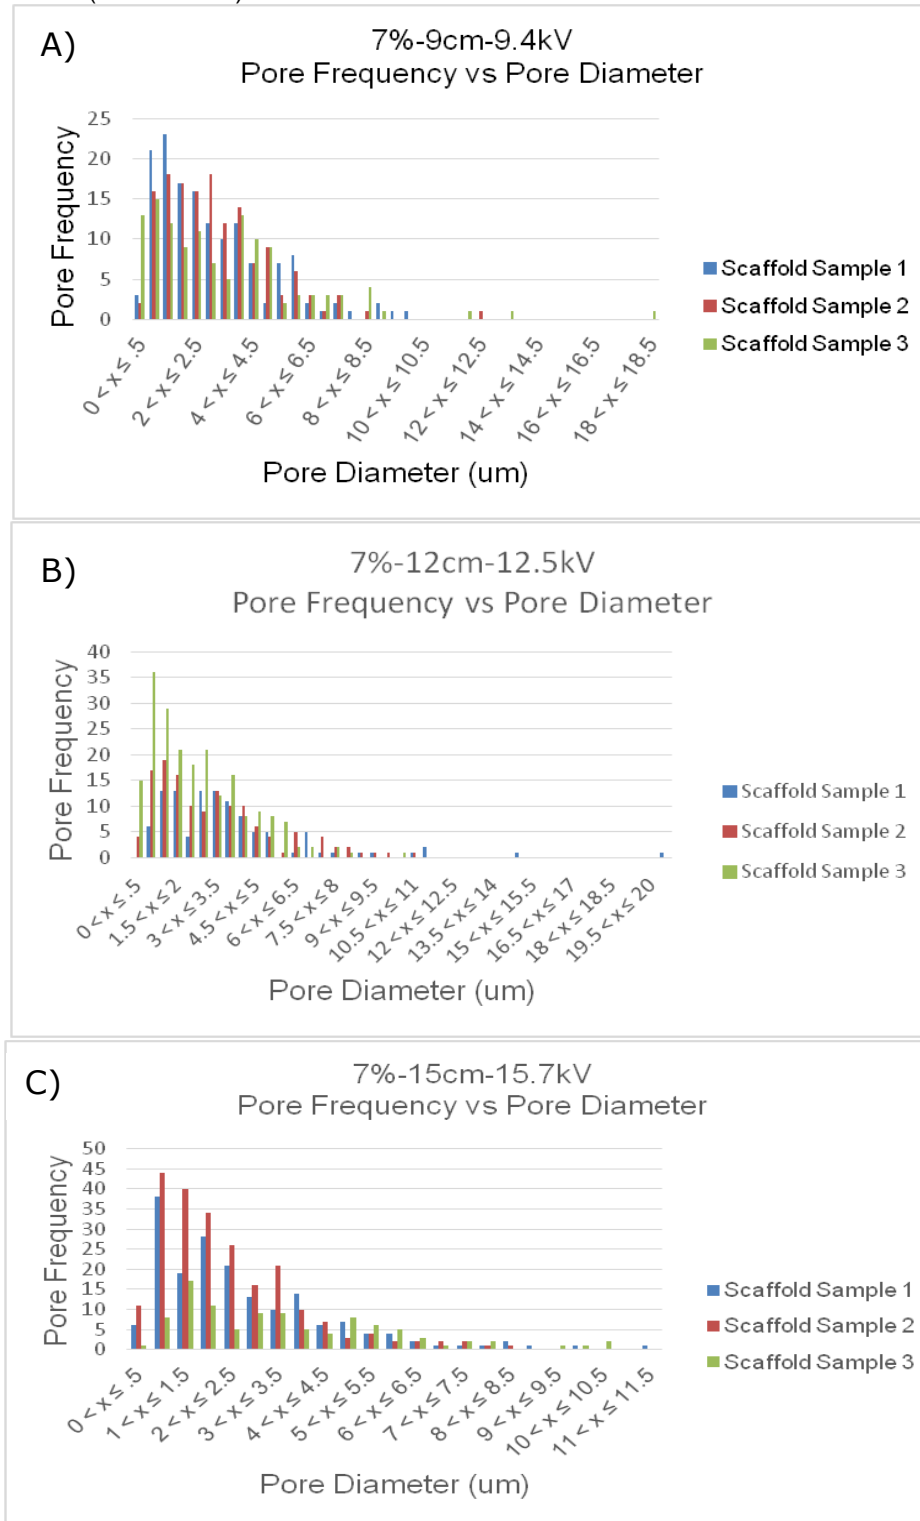 A)
7%-9cm-9.4kV
Pore Frequency vs Pore Diameter
Pore Frequency
25
20
15
10
5
0
0 < x ≤ .5
2 < x ≤ 2.5
4 < x ≤ 4.5
6 < x ≤ 6.5
8 < x ≤ 8.5
10 < x ≤ 10.5
12 < x ≤ 12.5
14 < x ≤ 14.5
16 < x ≤ 16.5
18 < x ≤ 18.5
Pore Diameter (um)
Scaffold Sample 1
Scaffold Sample 2
Scaffold Sample 3
B)
7%-12cm-12.5kV
Pore Frequency vs Pore Diameter
Pore Frequency
40
35
30
25
20
15
10
5
0
0 < x ≤ .5
1.5 < x ≤ 2
3 < x ≤ 3.5
4.5 < x ≤ 5
6 < x ≤ 6.5
7.5 < x ≤ 8
9 < x ≤ 9.5
10.5 < x ≤ 11
12 < x ≤ 12.5
13.5 < x ≤ 14
15 < x ≤ 15.5
16.5 < x ≤ 17
18 < x ≤ 18.5
19.5 < x ≤ 20
Pore Diameter (um)
Scaffold Sample 1
Scaffold Sample 2
Scaffold Sample 3
C)
7%-15cm-15.7kV
Pore Frequency vs Pore Diameter
Pore Frequency
50
45
40
35
30
25
20
15
10
5
0
0 < x ≤ .5
1 < x ≤ 1.5
2 < x ≤ 2.5
3 < x ≤ 3.5
4 < x ≤ 4.5
5 < x ≤ 5.5
6 < x ≤ 6.5
7 < x ≤ 7.5
8 < x ≤ 8.5
9 < x ≤ 9.5
10 < x ≤ 10.5
11 < x ≤ 11.5
Pore Diameter (um)
Scaffold Sample 1
Scaffold Sample 2
Scaffold Sample 3